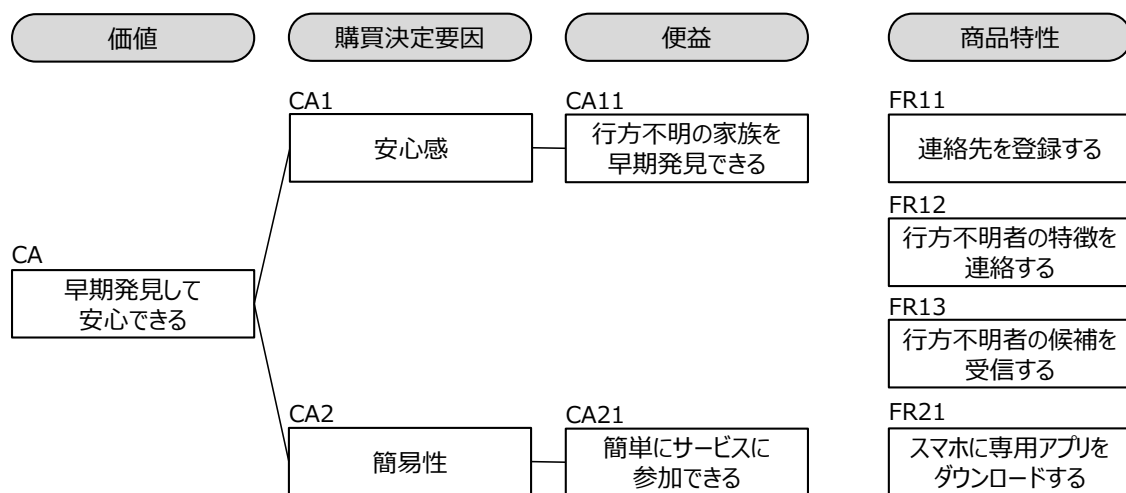 価値
購買決定要因
便益
商品特性
CA1
安心感
CA11
行方不明の家族を
早期発見できる
FR11
連絡先を登録する
FR12
行方不明者の特徴を
連絡する
CA
早期発見して
安心できる
FR13
行方不明者の候補を
受信する
CA2
簡易性
CA21
簡単にサービスに
参加できる
FR21
スマホに専用アプリを
ダウンロードする